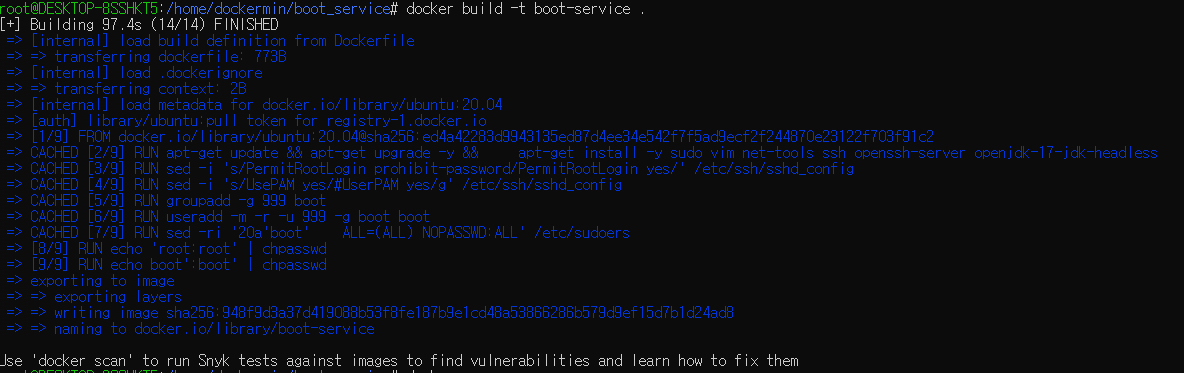 root@DESKTOP-8SSHKT5:/home/dockermin/boot_service# docker build -t boot-service .
[+] Building 97.4s (14/14) FINISHED
=> [internal] load build definition from Dockerfile
=> => transferring dockerfile: 773B
=> [internal] load .dockerignore
=> => transferring context: 2B
=> [internal] load metadata for docker.io/library/ubuntu:20.04
=> [auth] library/ubuntu:pull token for registry-1.docker.io
=> [1/9] FROM docker.io/library/ubuntu:20.04@sha256:ed4a42283d9943135ed87d4ee34e542f7f5ad9ecf2f244870e23122f703f91c2
=> CACHED [2/9] RUN apt-get update && apt-get upgrade -y &&    apt-get install -y sudo vim net-tools ssh openssh-server openjdk-17-jdk-headless
=> CACHED [3/9] RUN sed -i 's/PermitRootLogin prohibit-password/PermitRootLogin yes/' /etc/ssh/sshd_config
=> CACHED [4/9] RUN sed -i 's/UsePAM yes/#UserPAM yes/g' /etc/ssh/sshd_config
=> CACHED [5/9] RUN groupadd -g 999 boot
=> CACHED [6/9] RUN useradd -m -r -u 999 -g boot boot
=> CACHED [7/9] RUN sed -ri '20a'boot'    ALL=(ALL) NOPASSWD:ALL' /etc/sudoers
=> [8/9] RUN echo 'root:root' | chpasswd
=> [9/9] RUN echo boot':boot' | chpasswd
=> exporting to image
=> => exporting layers
=> => writing image sha256:948f9d3a37d419088b53f8fe187b9e1cd48a53866286b579d9ef15d7b1d24ad8
=> => naming to docker.io/library/boot-service
Use 'docker scan' to run Snyk tests against images to find vulnerabilities and learn how to fix them